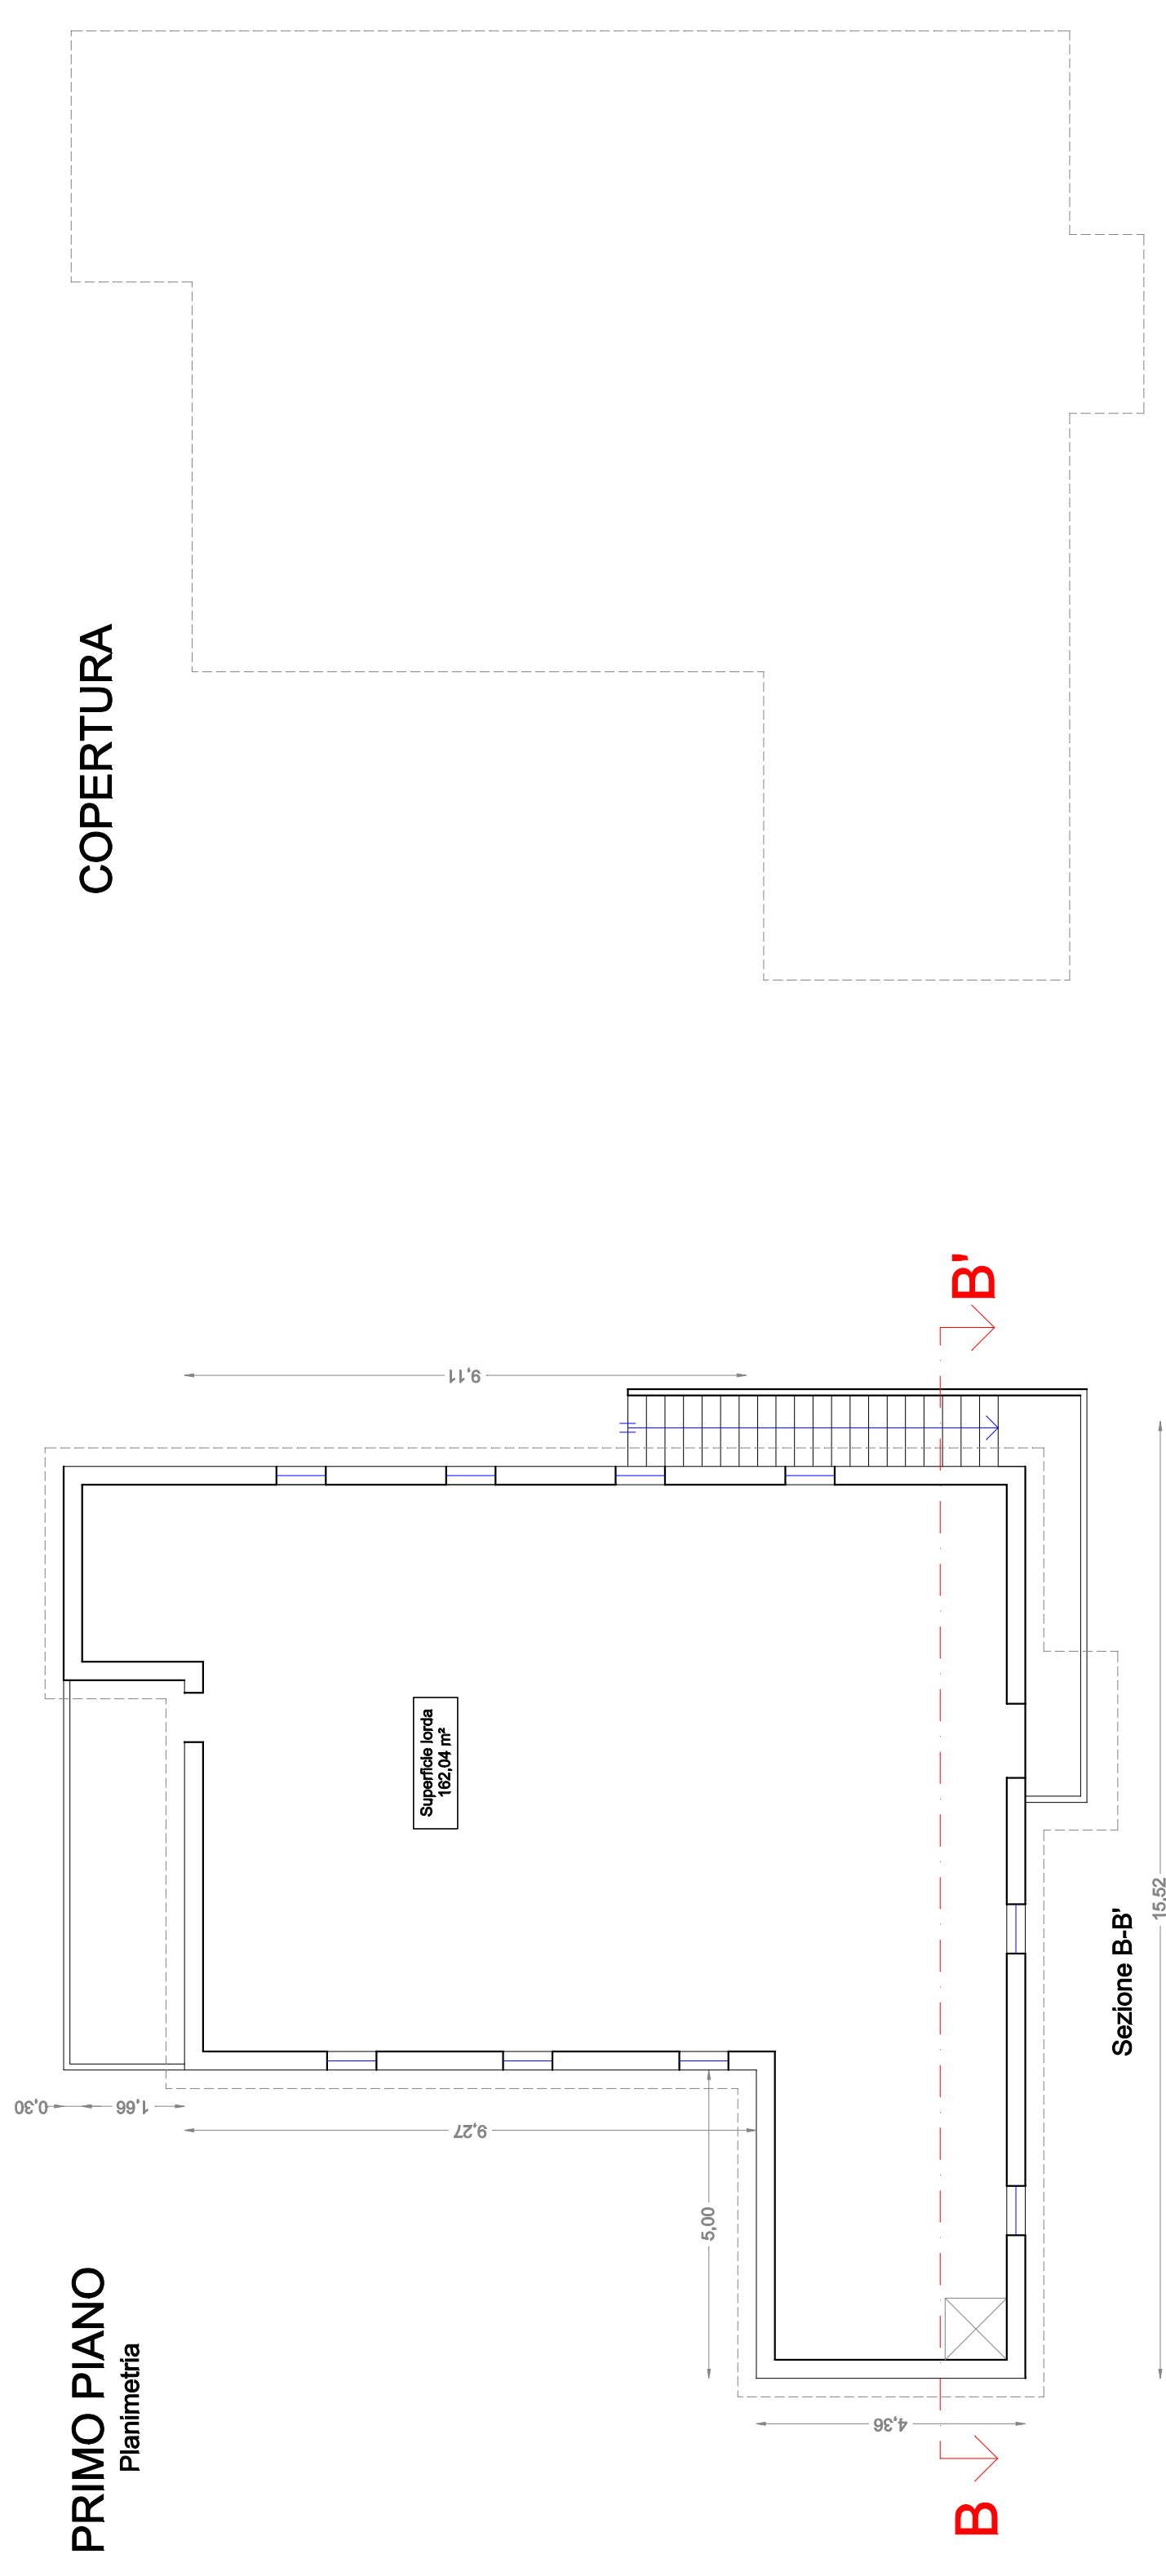 PRIMO PIANO
Planimetria
COPERTURA
0,30
1,66
9,27
5,00
4,36
9,11
15.52
Superficie lorda
162,04 m²
B
B'
Sezione B-B'